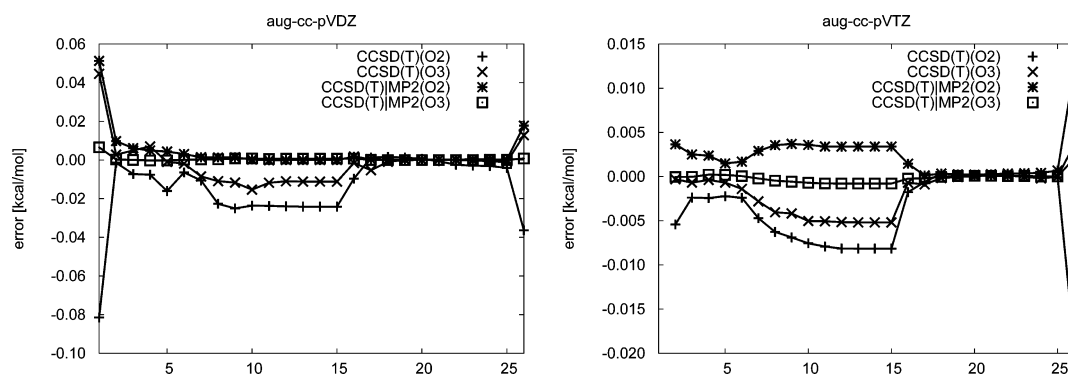 aug-cc-pVDZ
0.06
0.04
0.02
0.00
-0.02
-0.04
-0.06
-0.08
-0.10
error [kcal/mol]
CCSD(T)(O2)
CCSD(T)(O3)
CCSD(T)|MP2(O2)
CCSD(T)|MP2(O3)
5 10 15 20 25
aug-cc-pVTZ
0.015
0.010
0.005
0.000
-0.005
-0.010
-0.015
-0.020
error [kcal/mol]
CCSD(T)(O2)
CCSD(T)(O3)
CCSD(T)|MP2(O2)
CCSD(T)|MP2(O3)
5 10 15 20 25